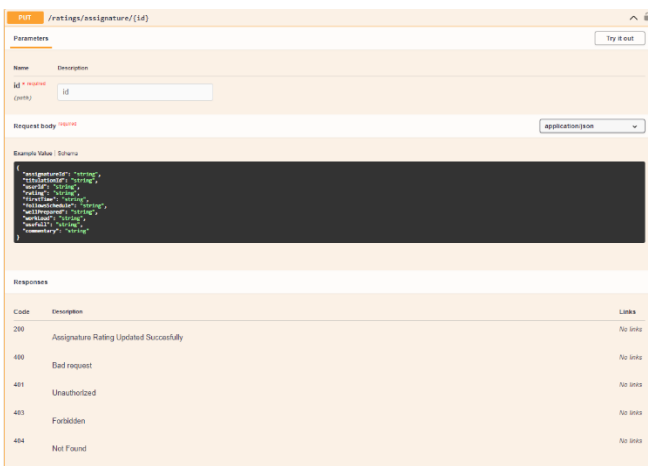 PUT /ratings/assignature/{id}
Parameters Try it out
Name Description
id * required
(path)
id
Request body required application/json
Example Value | Schema
{
"assignatureId": "string",
"titulationId": "string",
"userId": "string",
"rating": "string",
"firstTime": "string",
"followsSchedule": "string",
"wellPrepared": "string",
"workLoad": "string",
"usefull": "string",
"commentary": "string"
}
Responses
Code Description Links
200 Assignature Rating Updated Succesfully No links
400 Bad request No links
401 Unauthorized No links
403 Forbidden No links
404 Not Found No links